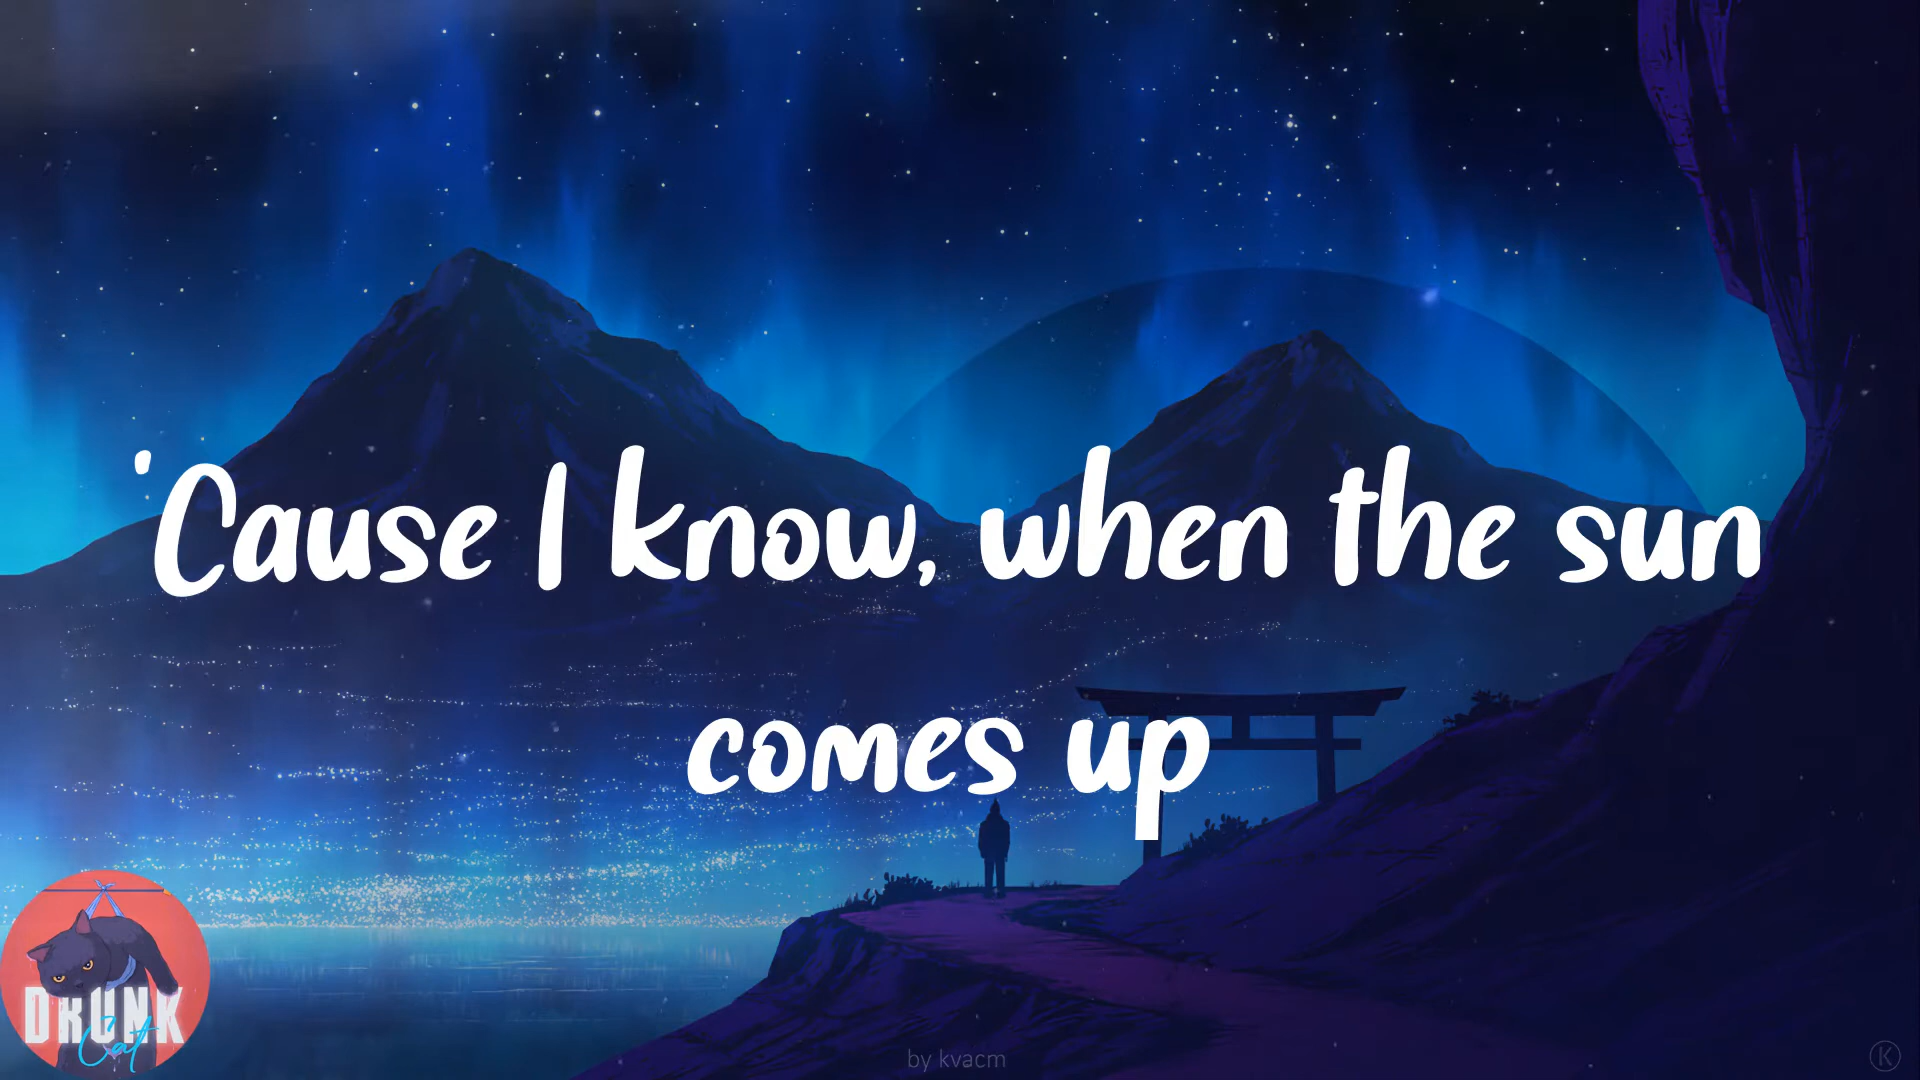 'Cause I know, when the sun
comes up
DRUNK
Cat
by kvacm
K